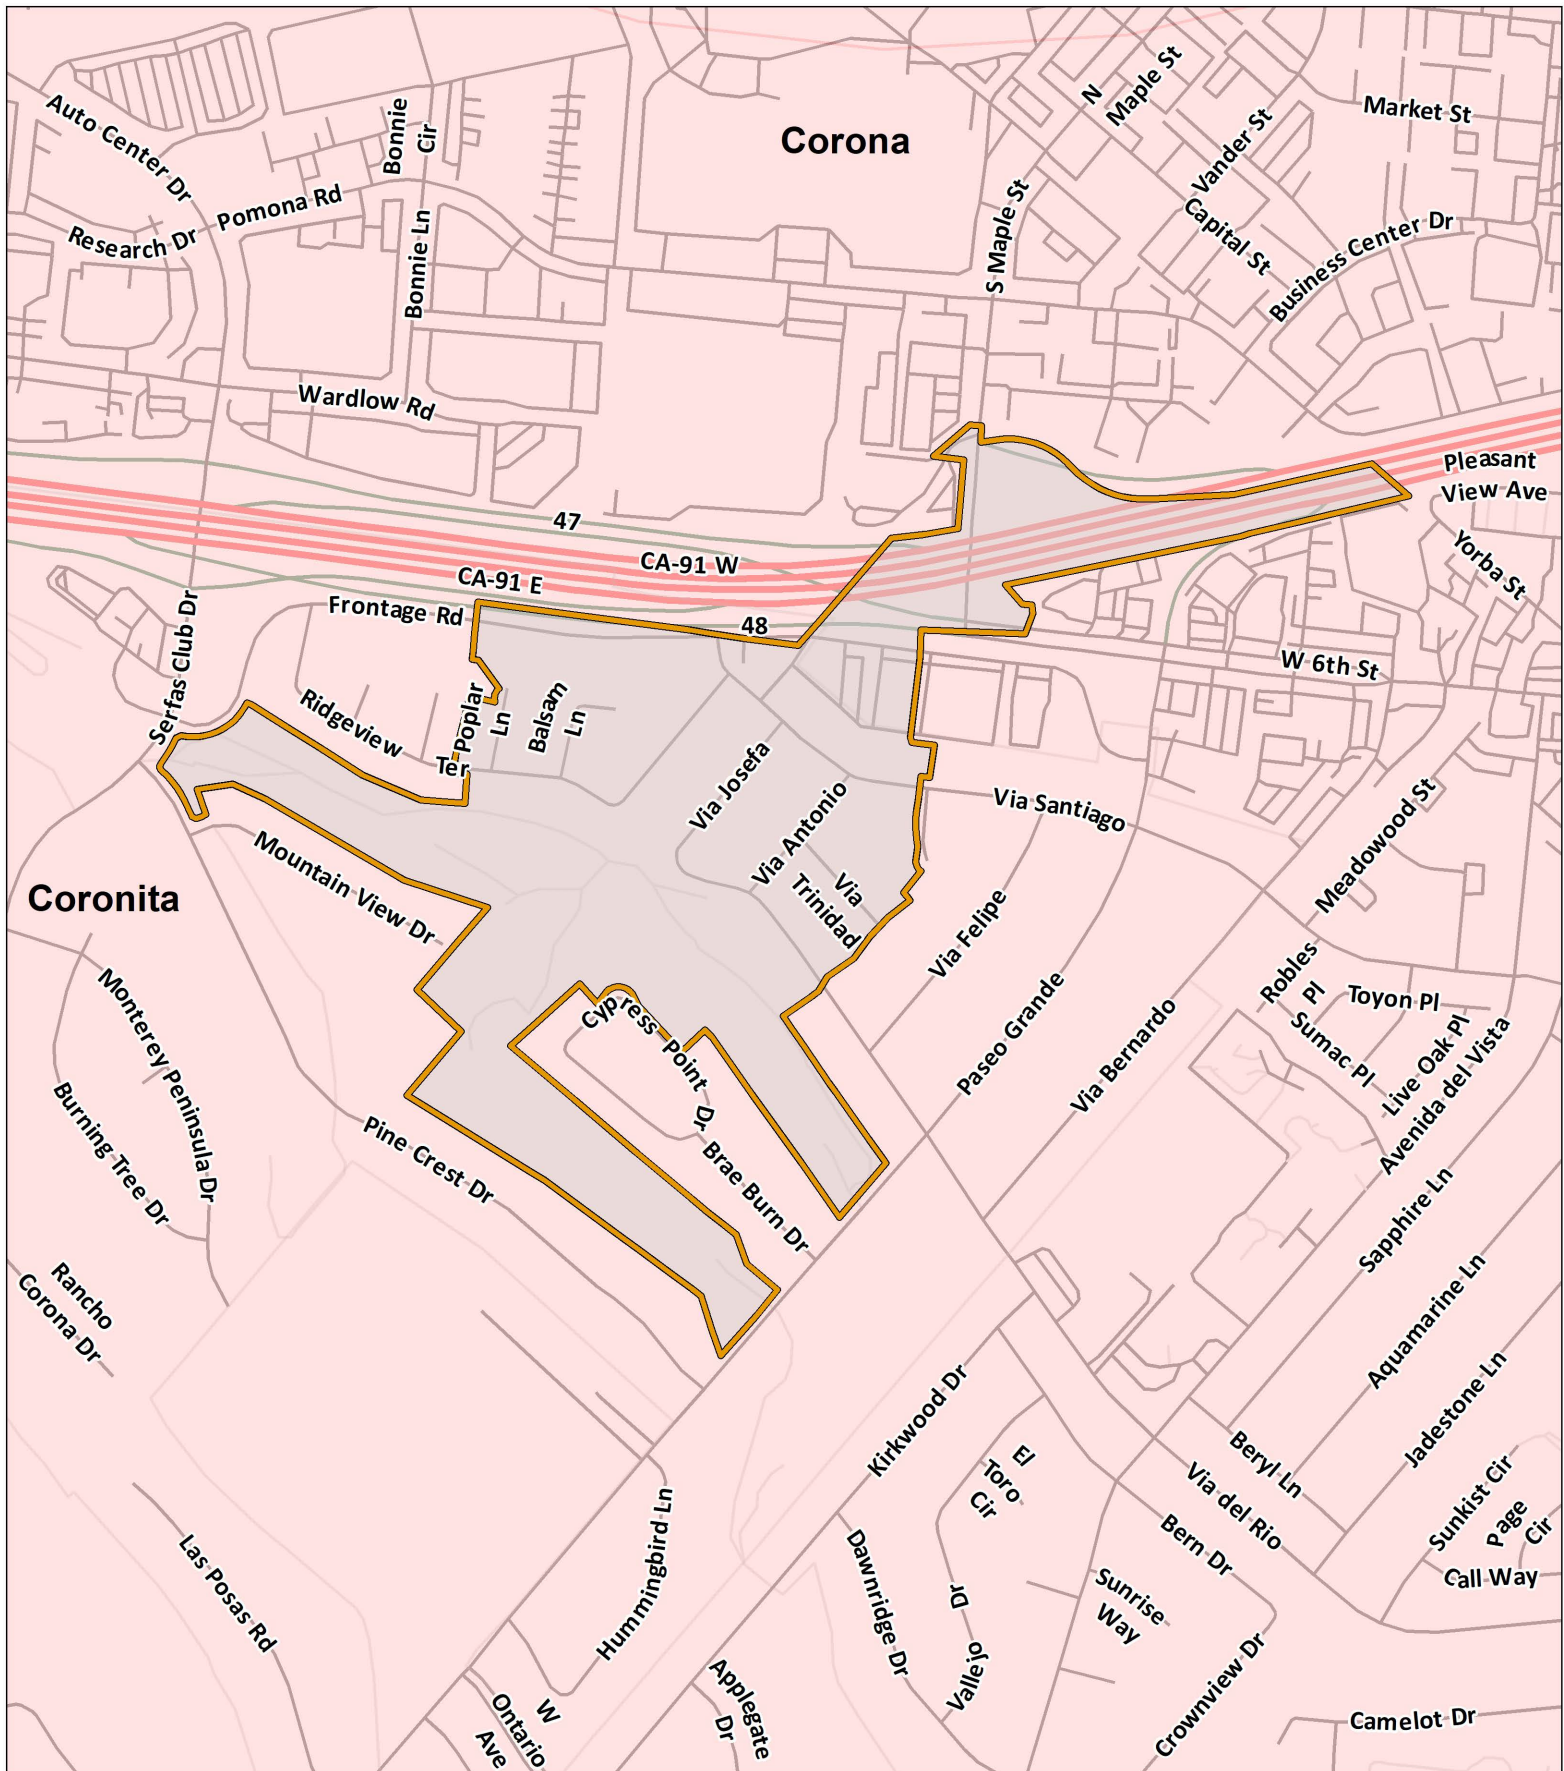 N
Maple St
Market St
Auto Center Dr
Bonnie
Cir
Corona
Vander St
Pomona Rd
S Maple St
Capital St
Research Dr
Bonnie Ln
Business Center Dr
Wardlow Rd
Pleasant
View Ave
47
CA-91 W
CA-91 E
Yorba St
Frontage Rd
48
Serfas Club Dr
W 6th St
Ridgeview
Ter
Poplar
Ln
Balsam
Ln
Via Josefa
Via Antonio
Via Santiago
Meadowood St
Mountain View Dr
Via
Trinidad
Coronita
Via Felipe
Robles
Pl
Toyon Pl
Monterey Peninsula Dr
Cypress Point Dr
Paseo Grande
Via Bernardo
Sumac Pl
Live Oak Pl
Avenida del Vista
Burning Tree Dr
Pine Crest Dr
Brae Burn Dr
Sapphire Ln
Rancho
Corona Dr
Aquamarine Ln
Kirkwood Dr
Jadestone Ln
El
Toro
Cir
Beryl Ln
Via del Rio
Sunkist Cir
Page
Cir
Las Posas Rd
Hummingbird Ln
Dawnridge Dr
Bern Dr
Call Way
Sunrise
Way
Vallejo Dr
Crownview Dr
Applegate
Dr
W
Ontario
Ave
Camelot Dr